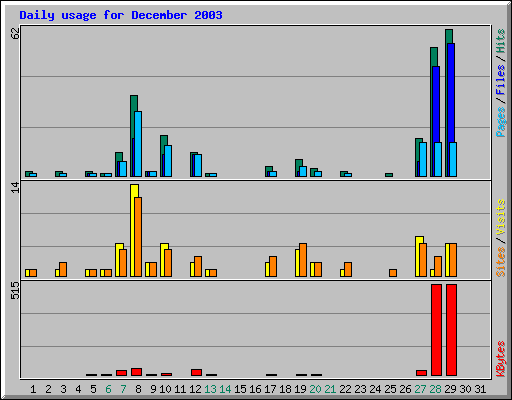 Daily usage for December 2003
62
Pages / Files / Hits
14
Sites / Visits
515
KBytes
1 2 3 4 5 6 7 8 9 10 11 12 13 14 15 16 17 18 19 20 21 22 23 24 25 26 27 28 29 30 31